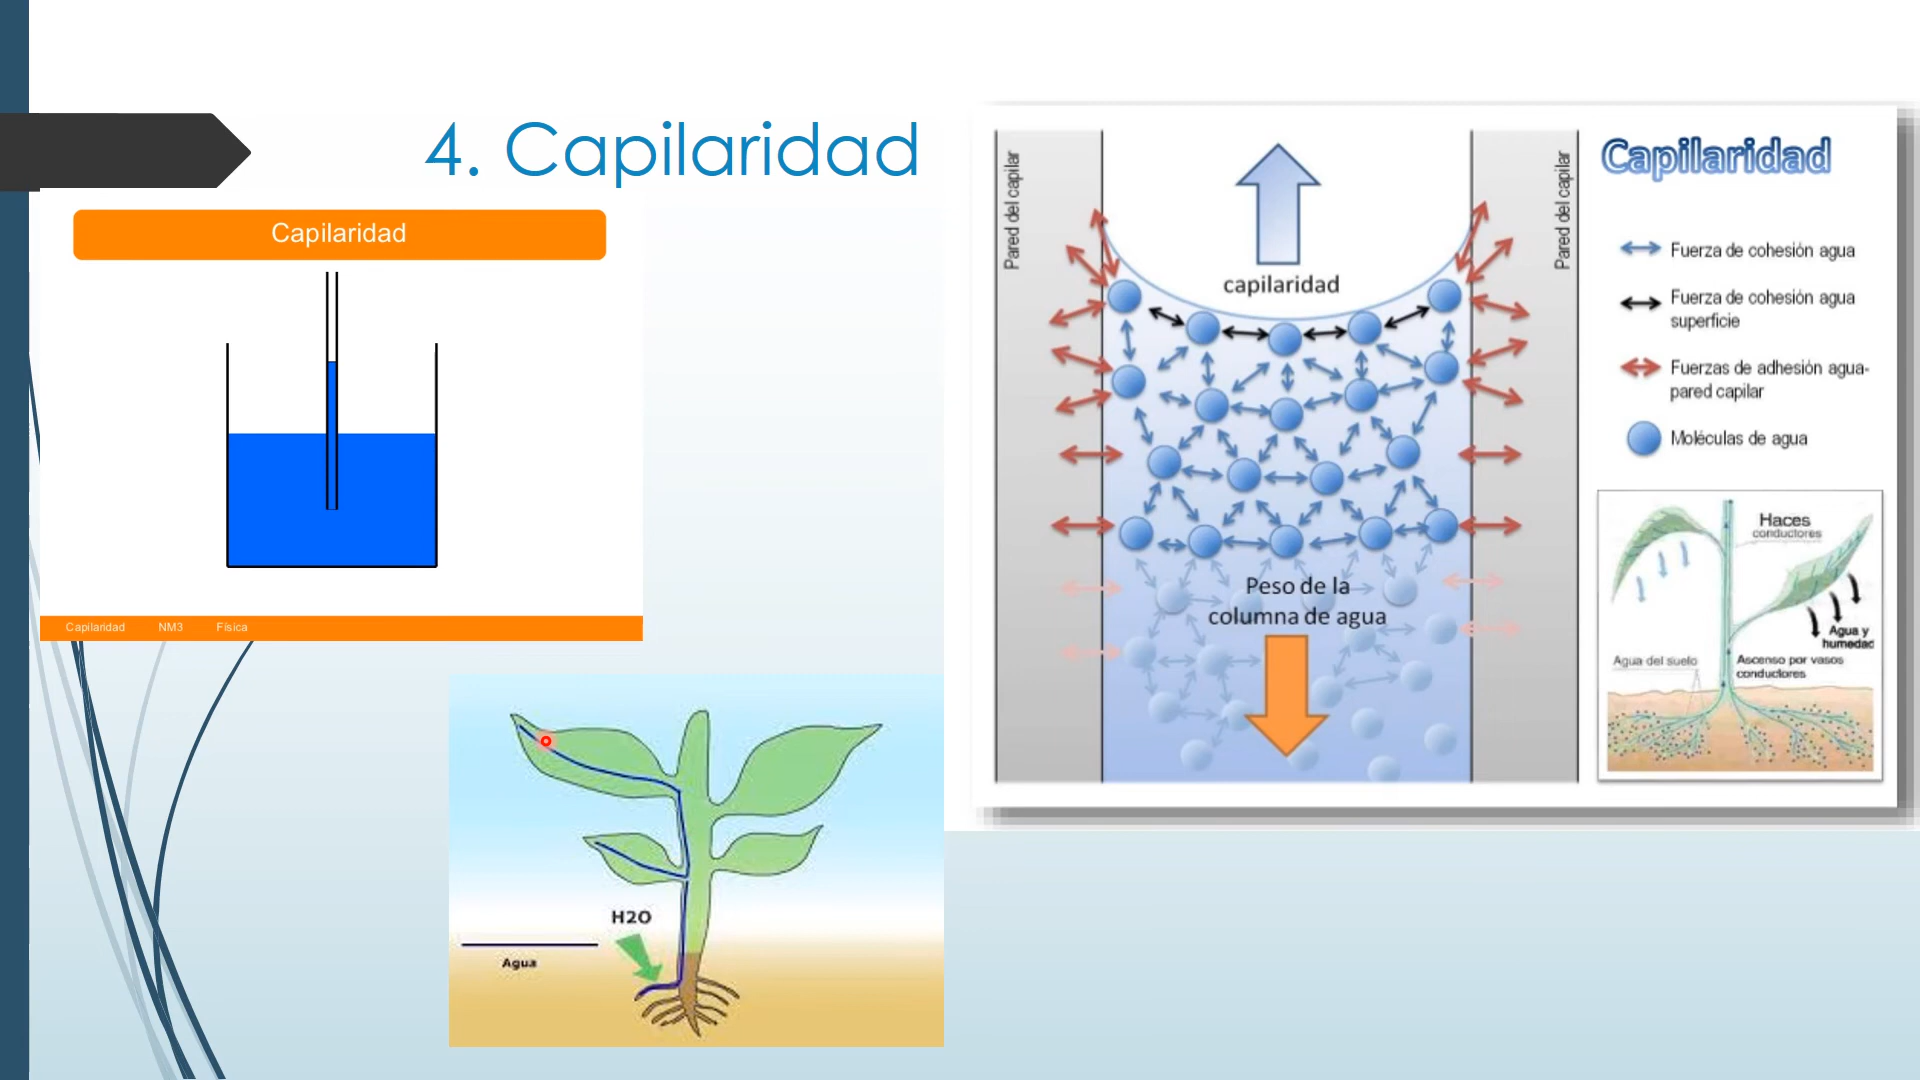 4. Capilaridad
Capilaridad
Capilaridad NM3 Física
H2O
Agua
Pared del capilar
capilaridad
Peso de la
columna de agua
Pared del capilar
Capilaridad
Fuerza de cohesión agua
Fuerza de cohesión agua
superficie
Fuerzas de adhesión agua-
pared capilar
Moléculas de agua
Haces
conductores
Agua y
humedad
Agua del suelo
Ascenso por vasos
conductores